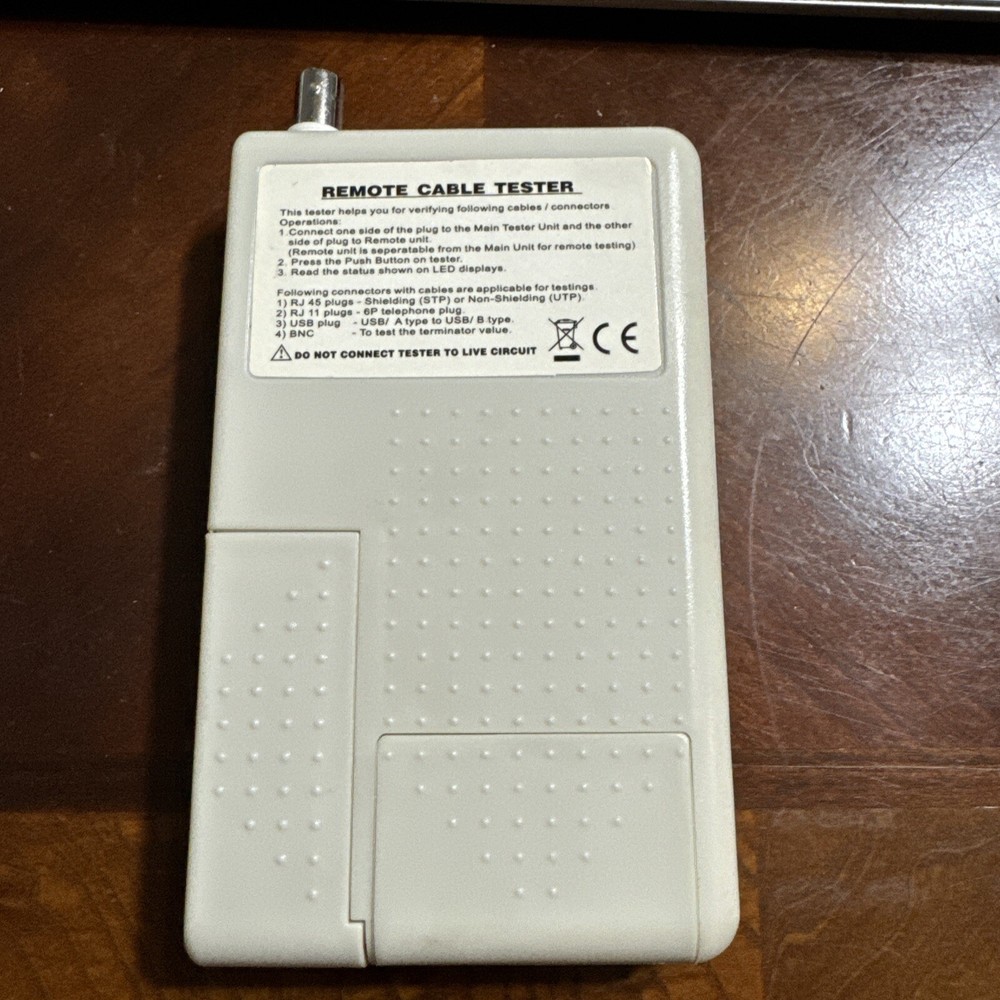 REMOTE CABLE TESTER
This tester helps you for verifying following cables / connectors.
Operations:
1.Connect one side of the plug to the Main Tester Unit and the other
side of plug to Remote unit.
(Remote unit is seperatable from the Main Unit for remote testing)
2. Press the Push Button on tester.
3. Read the status shown on LED displays.
Following connectors with cables are applicable for testings.
1) RJ 45 plugs - Shielding (STP) or Non-Shielding (UTP).
2) RJ 11 plugs - 6P telephone plug.
3) USB plug - USB/ A type to USB/ B type.
4) BNC - To test the terminator value.
DO NOT CONNECT TESTER TO LIVE CIRCUIT
CE